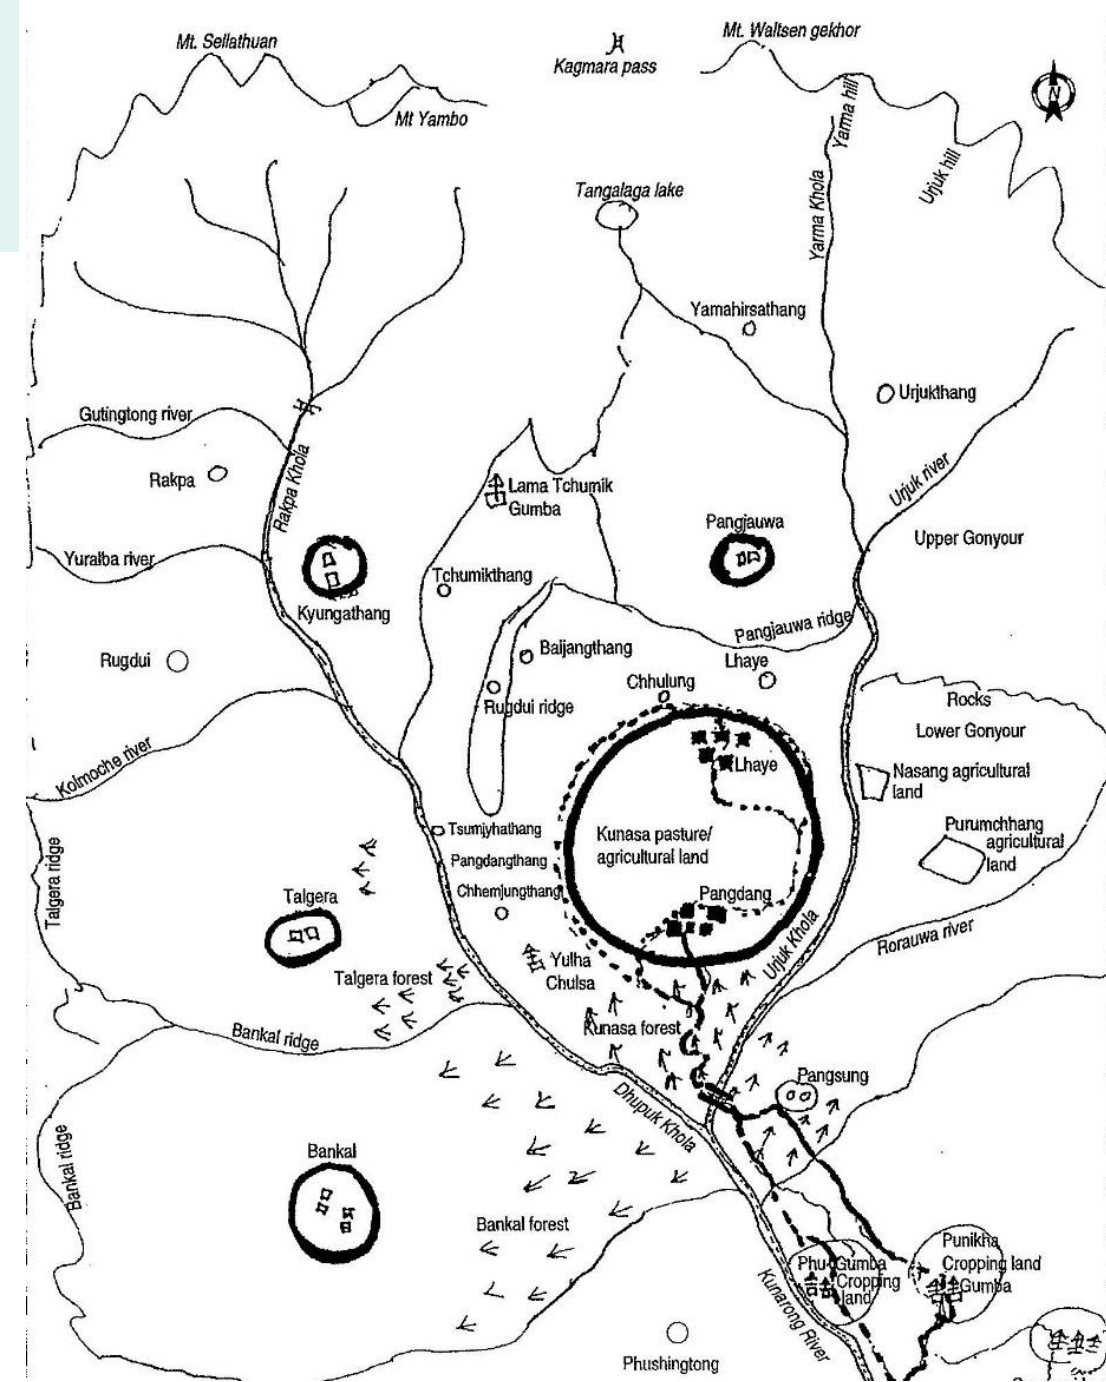 Mt. Sellathuan
Mt. Waltsen gekhor
Kagmara pass
Mt Yambo
N
Yarma hill
Urjuk hill
Tangalaga lake
Yarma Khola
Yamahirsathang
Urjukthang
Gutingtong river
Rakpa
Rakpa Khola
Lama Tchumik
Gumba
Urjuk river
Pangjauwa
Upper Gonyour
Yuralba river
Tchumikthang
Kyungathang
Pangjauwa ridge
Baijangthang
Rugdui
Lhaye
Chhulung
Rugdui ridge
Rocks
Lower Gonyour
Kolmoche river
Lhaye
Nasang agricultural
land
Tsumjyhathang
Kunasa pasture/
agricultural land
Purumchhang
agricultural
land
Pangdangthang
Talgera ridge
Talgera
Chhemjungthang
Pangdang
Urjuk Khola
Rorauwa river
Talgera forest
Yulha
Chulsa
Bankal ridge
Kunasa forest
Pangsung
Dhupuk Khola
Bankal ridge
Bankal
Bankal forest
Phu Gumba
Cropping
land
Punikha
Cropping land
Gumba
Kunarong River
Phushingtong